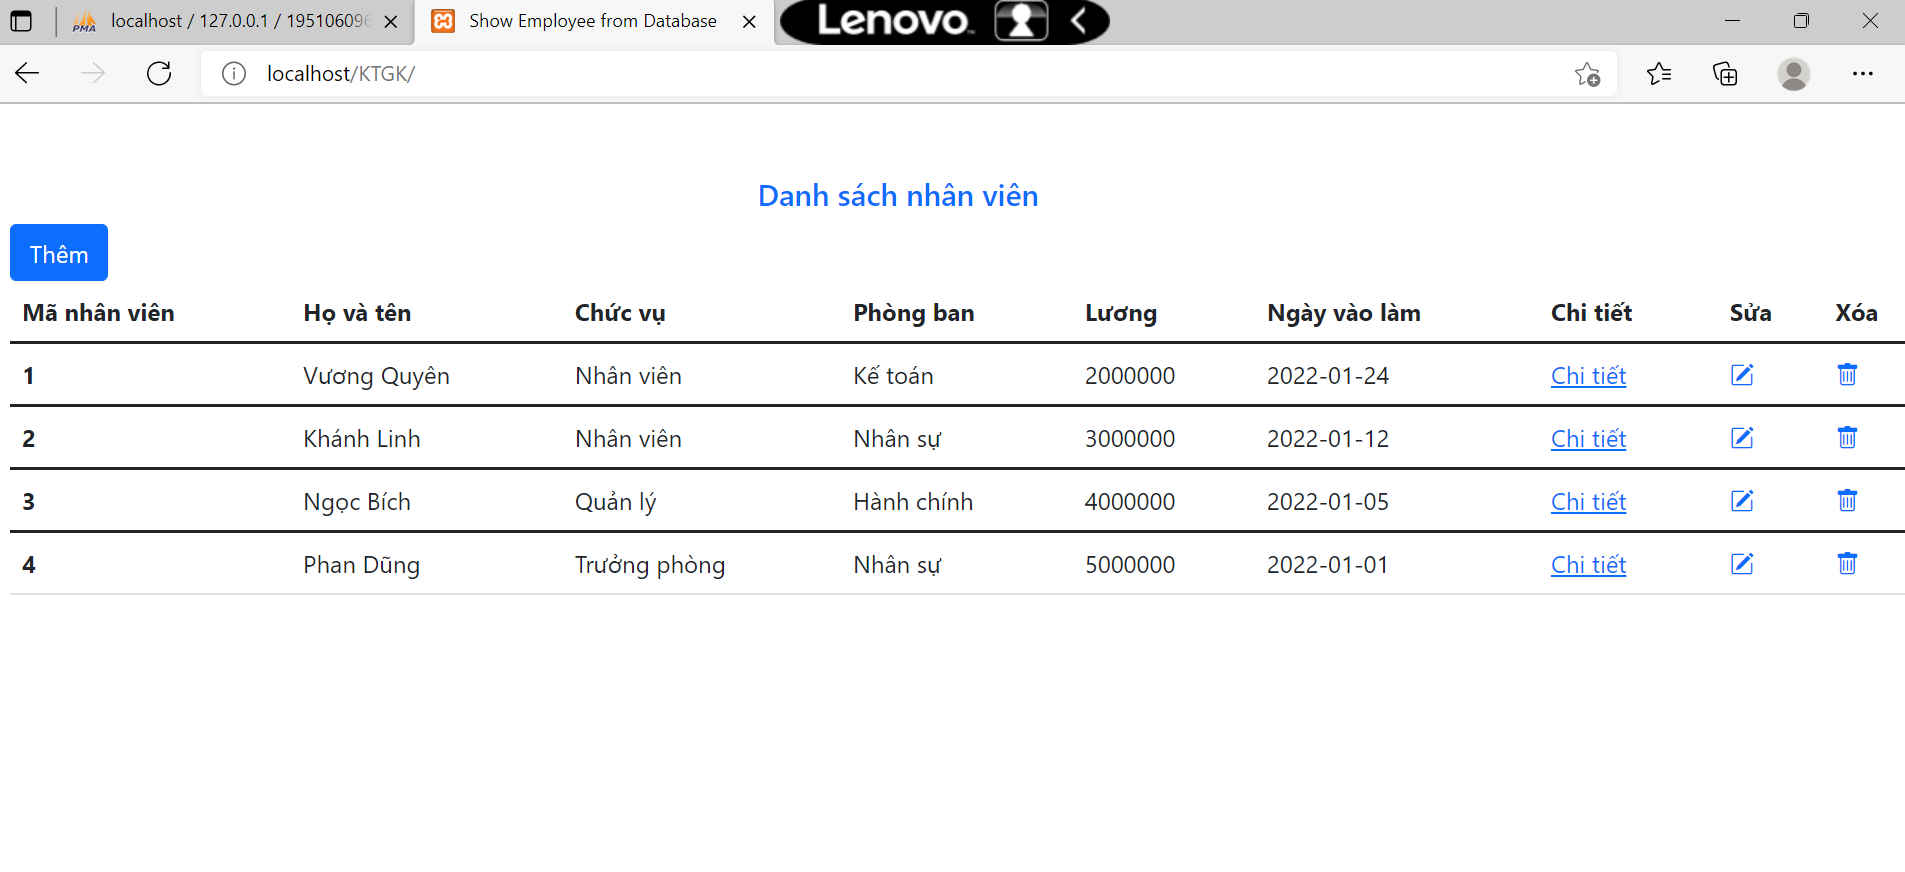 localhost / 127.0.0.1 / 195106096
Show Employee from Database
Lenovo
localhost/KTGK/
Danh sách nhân viên
Thêm
Mã nhân viên Họ và tên Chức vụ Phòng ban Lương Ngày vào làm Chi tiết Sửa Xóa
1 Vương Quyên Nhân viên Kế toán 2000000 2022-01-24 Chi tiết
2 Khánh Linh Nhân viên Nhân sự 3000000 2022-01-12 Chi tiết
3 Ngọc Bích Quản lý Hành chính 4000000 2022-01-05 Chi tiết
4 Phan Dũng Trưởng phòng Nhân sự 5000000 2022-01-01 Chi tiết